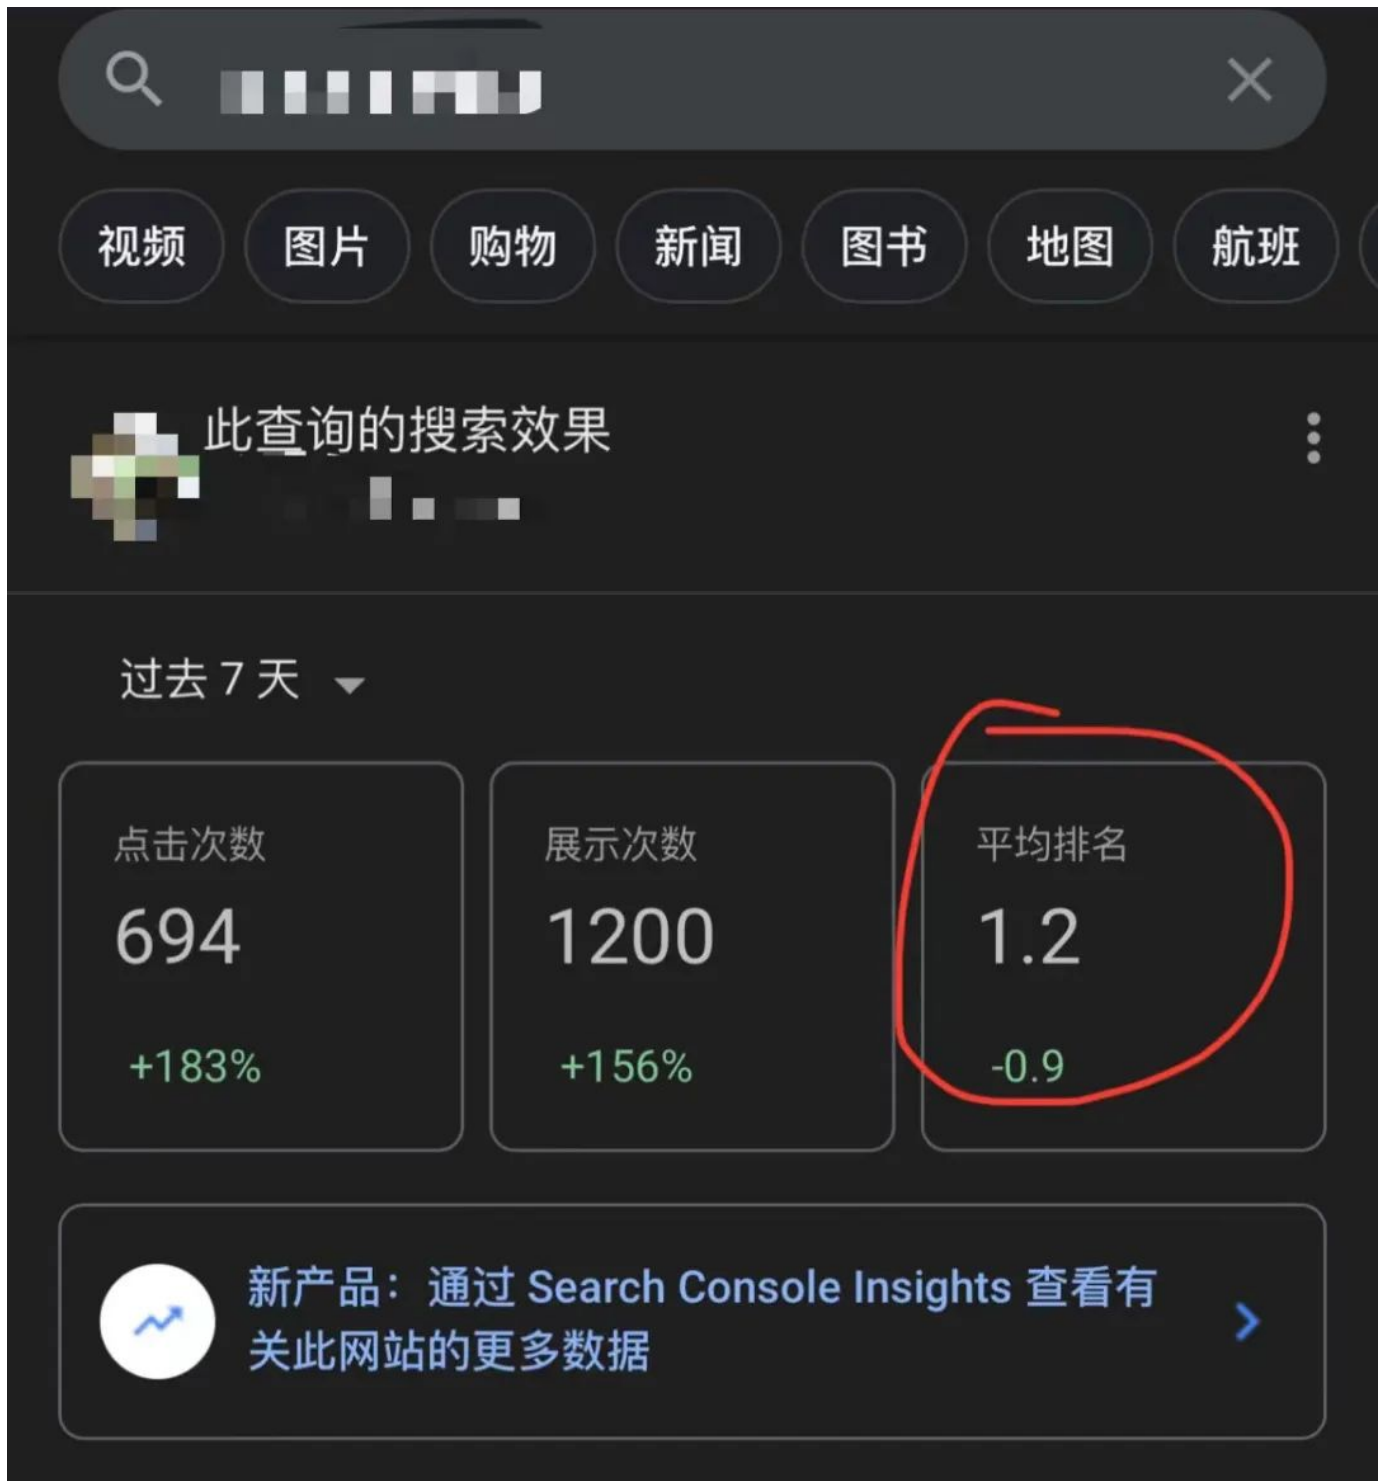 视频 图片 购物 新闻 图书 地图 航班
此查询的搜索效果
过去 7 天
点击次数 展示次数 平均排名
694 1200 1.2
+183% +156% -0.9
新产品：通过 Search Console Insights 查看有
关此网站的更多数据